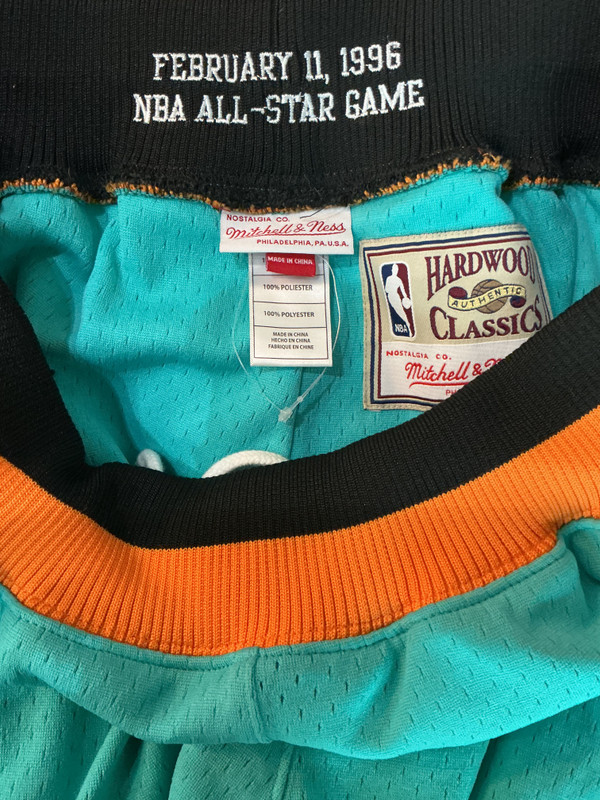 FEBRUARY 11, 1996
NBA ALL-STAR GAME
NOSTALGIA CO.
Mitchell & Ness
PHILADELPHIA, PA. U.S.A.
MADE IN CHINA
100% POLIESTER
100% POLYESTER
MADE IN CHINA
HECHO EN CHINA
FABRIQUE EN CHINE
HARDWOOD
AUTHENTIC
CLASSICS
NBA
NOSTALGIA CO.
Mitchell &